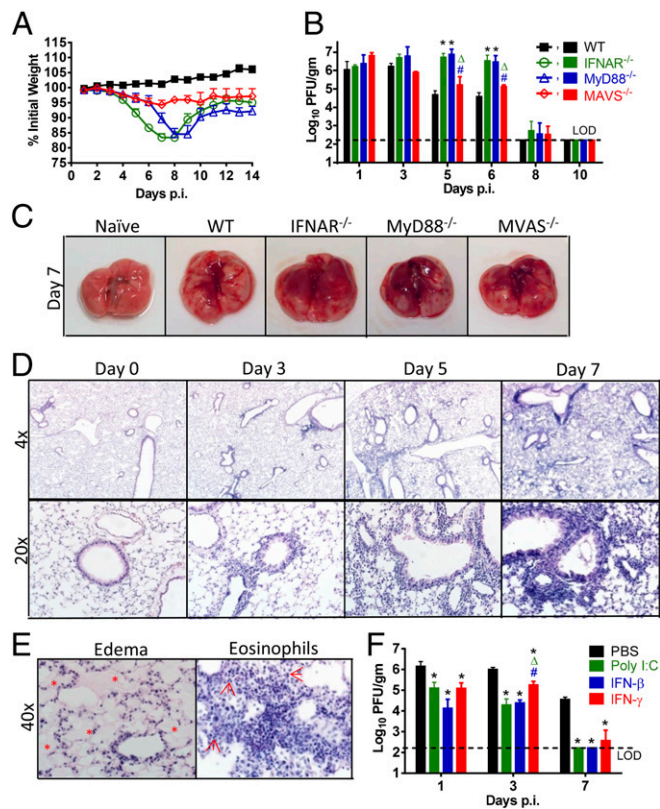 A
% Initial Weight
110
105
100
95
90
85
80
0 2 4 6 8 10 12 14
Days p.i.
B
Log10 PFU/gm
7
6
5
4
3
2
1
** **
Δ Δ
# #
LOD
1 3 5 6 8 10
Days p.i.
WT
IFNAR-/-
MyD88-/-
MAVS-/-
C
Naïve WT IFNAR-/- MyD88-/- MVAS-/-
Day 7
D
Day 0 Day 3 Day 5 Day 7
4x
20x
E
Edema Eosinophils
40x
* * * * *
F
Log10 PFU/gm
7
6
5
4
3
2
1
* * *
* * * Δ #
* * *
LOD
1 3 7
Days p.i.
PBS
Poly I:C
IFN-β
IFN-γ